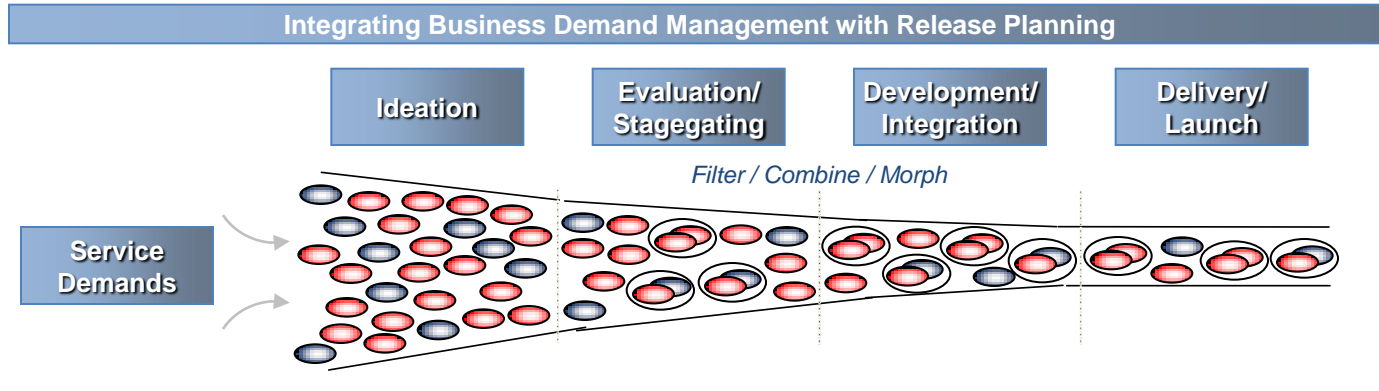 Integrating Business Demand Management with Release Planning
Ideation
Evaluation/
Stagegating
Development/
Integration
Delivery/
Launch
Filter / Combine / Morph
Service
Demands